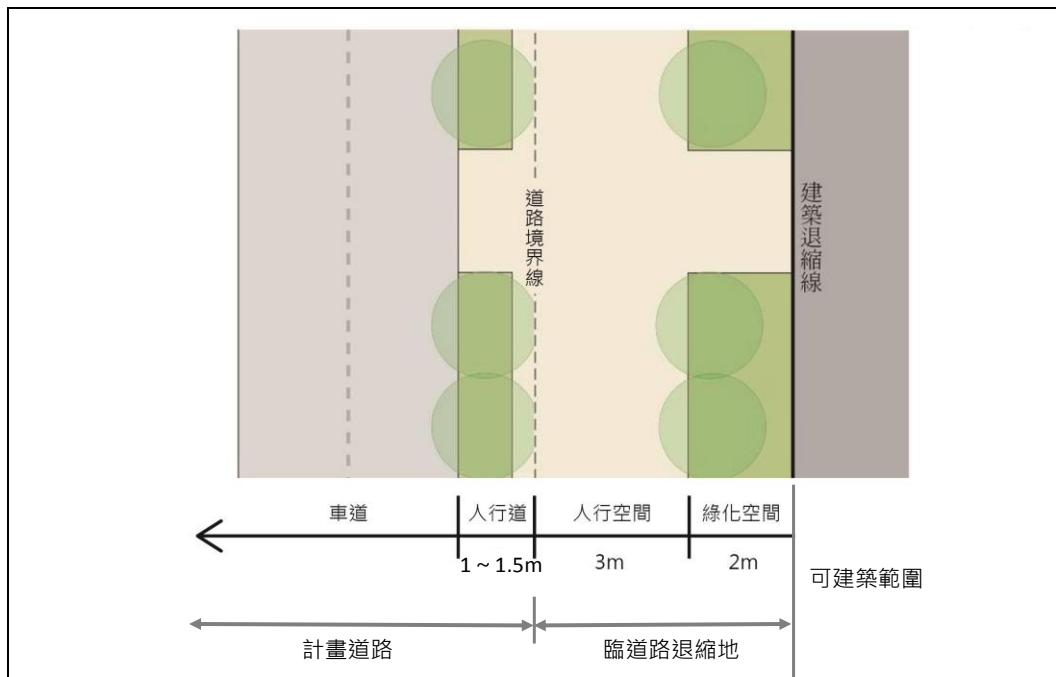 道路境界線
建築退縮線
車道
人行道
人行空間
綠化空間
1 ~ 1.5m
3m
2m
可建築範圍
計畫道路
臨道路退縮地